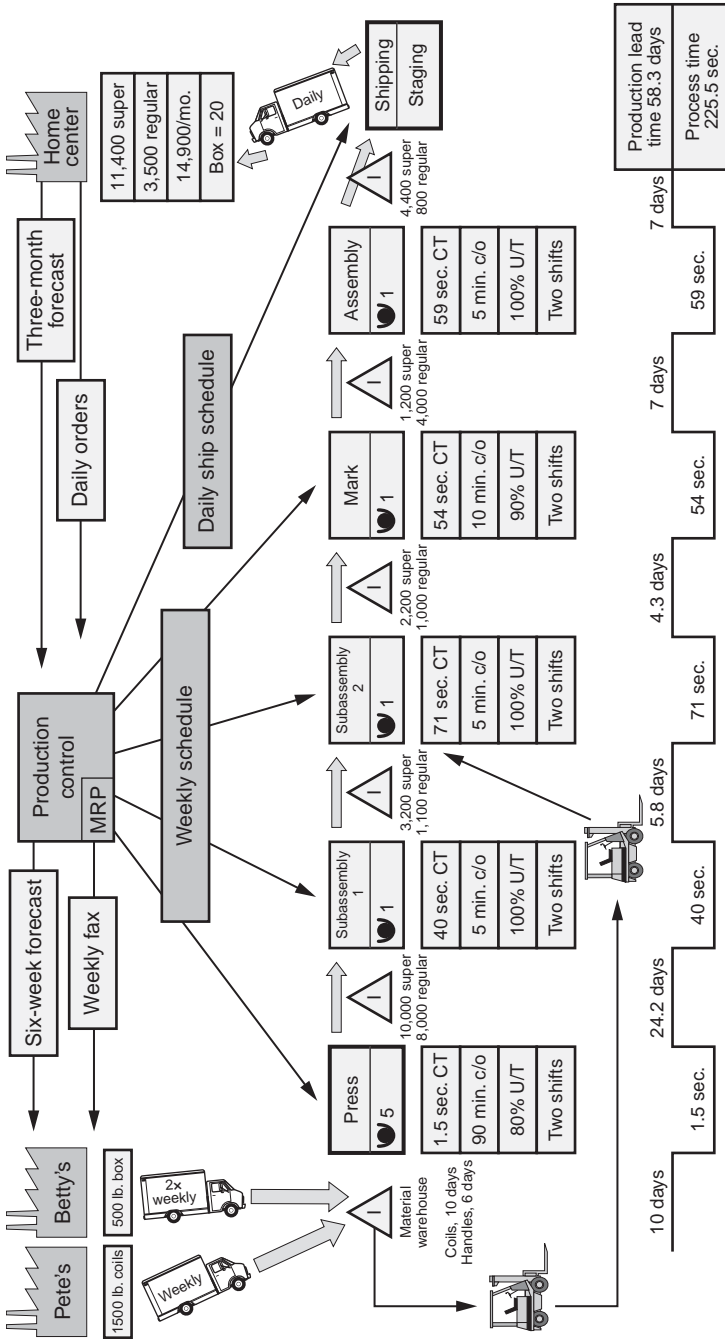 Pete's
1500 lb. coils
Weekly
Betty's
500 lb. box
2x
weekly
Six-week forecast
Weekly fax
Production
control
MRP
Three-month
forecast
Daily orders
Home
center
11,400 super
3,500 regular
14,900/mo.
Box = 20
Weekly schedule
Daily ship schedule
Daily
I
Material
warehouse
Coils, 10 days
Handles, 6 days
Press
5
1.5 sec. CT
90 min. c/o
80% U/T
Two shifts
I
10,000 super
8,000 regular
Subassembly
1
1
40 sec. CT
5 min. c/o
100% U/T
Two shifts
I
3,200 super
1,100 regular
Subassembly
2
1
71 sec. CT
5 min. c/o
100% U/T
Two shifts
I
2,200 super
1,000 regular
Mark
1
54 sec. CT
10 min. c/o
90% U/T
Two shifts
I
1,200 super
4,000 regular
Assembly
1
59 sec. CT
5 min. c/o
100% U/T
Two shifts
I
4,400 super
800 regular
Shipping
Staging
10 days
1.5 sec.
24.2 days
40 sec.
5.8 days
71 sec.
4.3 days
54 sec.
7 days
59 sec.
7 days
Production lead
time 58.3 days
Process time
225.5 sec.